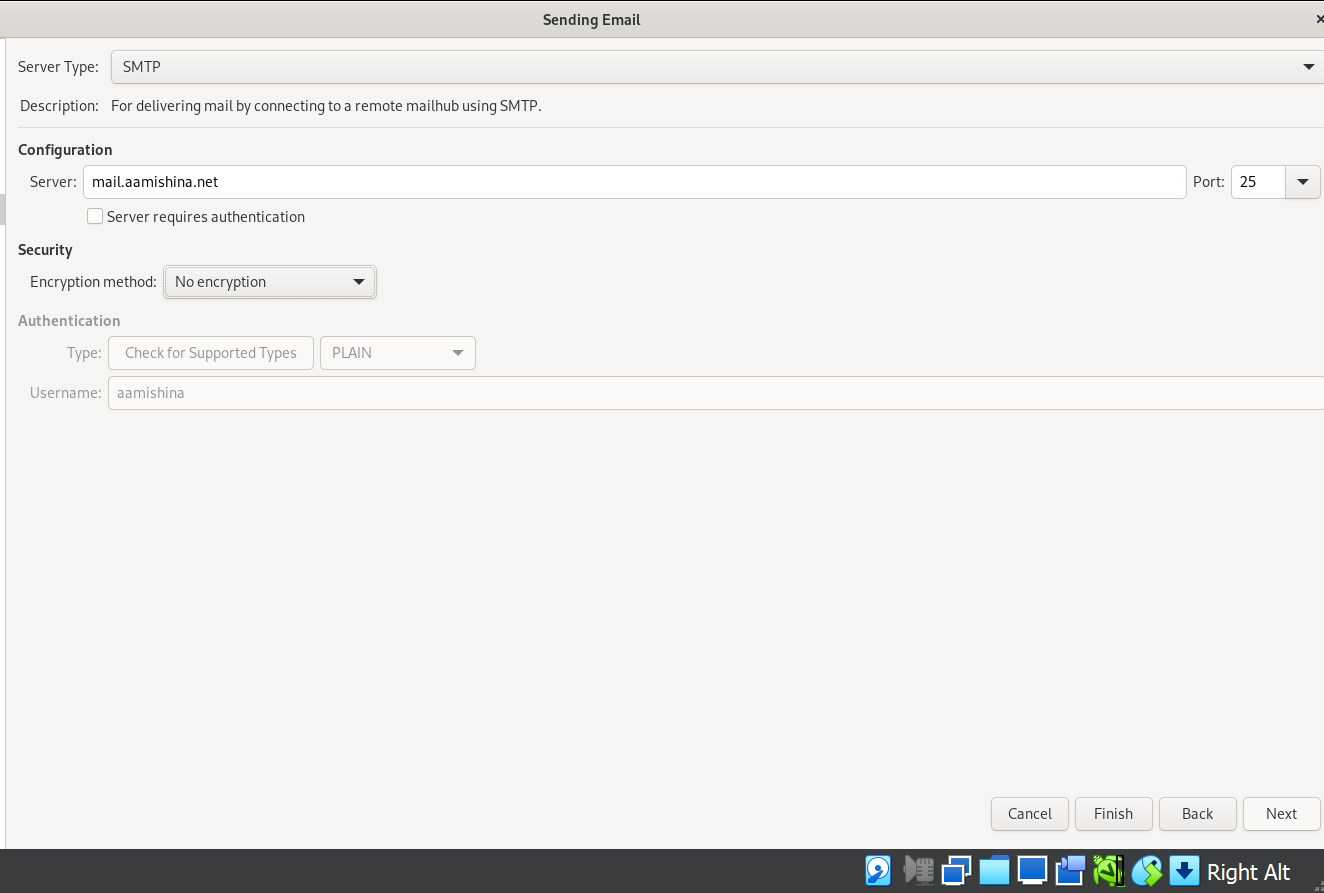 Sending Email
Server Type: SMTP
Description: For delivering mail by connecting to a remote mailhub using SMTP.
Configuration
Server: mail.aamishina.net Port: 25
Server requires authentication
Security
Encryption method: No encryption
Authentication
Type: Check for Supported Types PLAIN
Username: aamishina
Cancel Finish Back Next
Right Alt